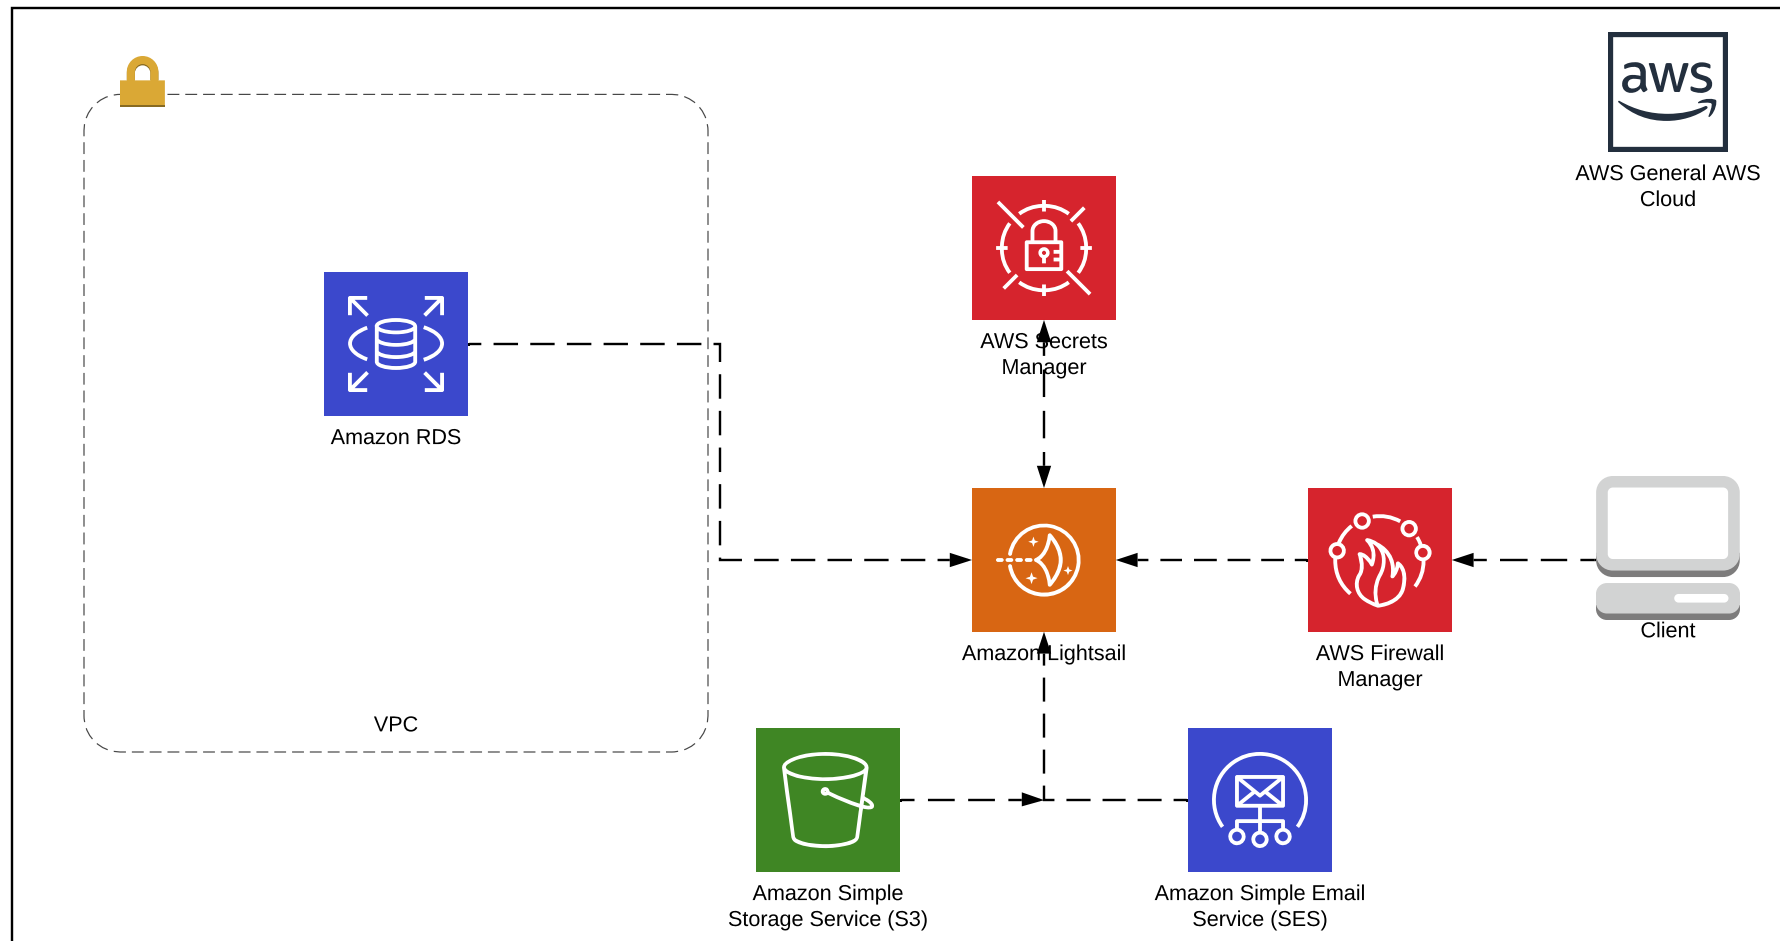 aws
AWS General AWS
Cloud
AWS Secrets
Manager
Amazon RDS
Client
Amazon Lightsail
AWS Firewall
Manager
VPC
Amazon Simple
Storage Service (S3)
Amazon Simple Email
Service (SES)